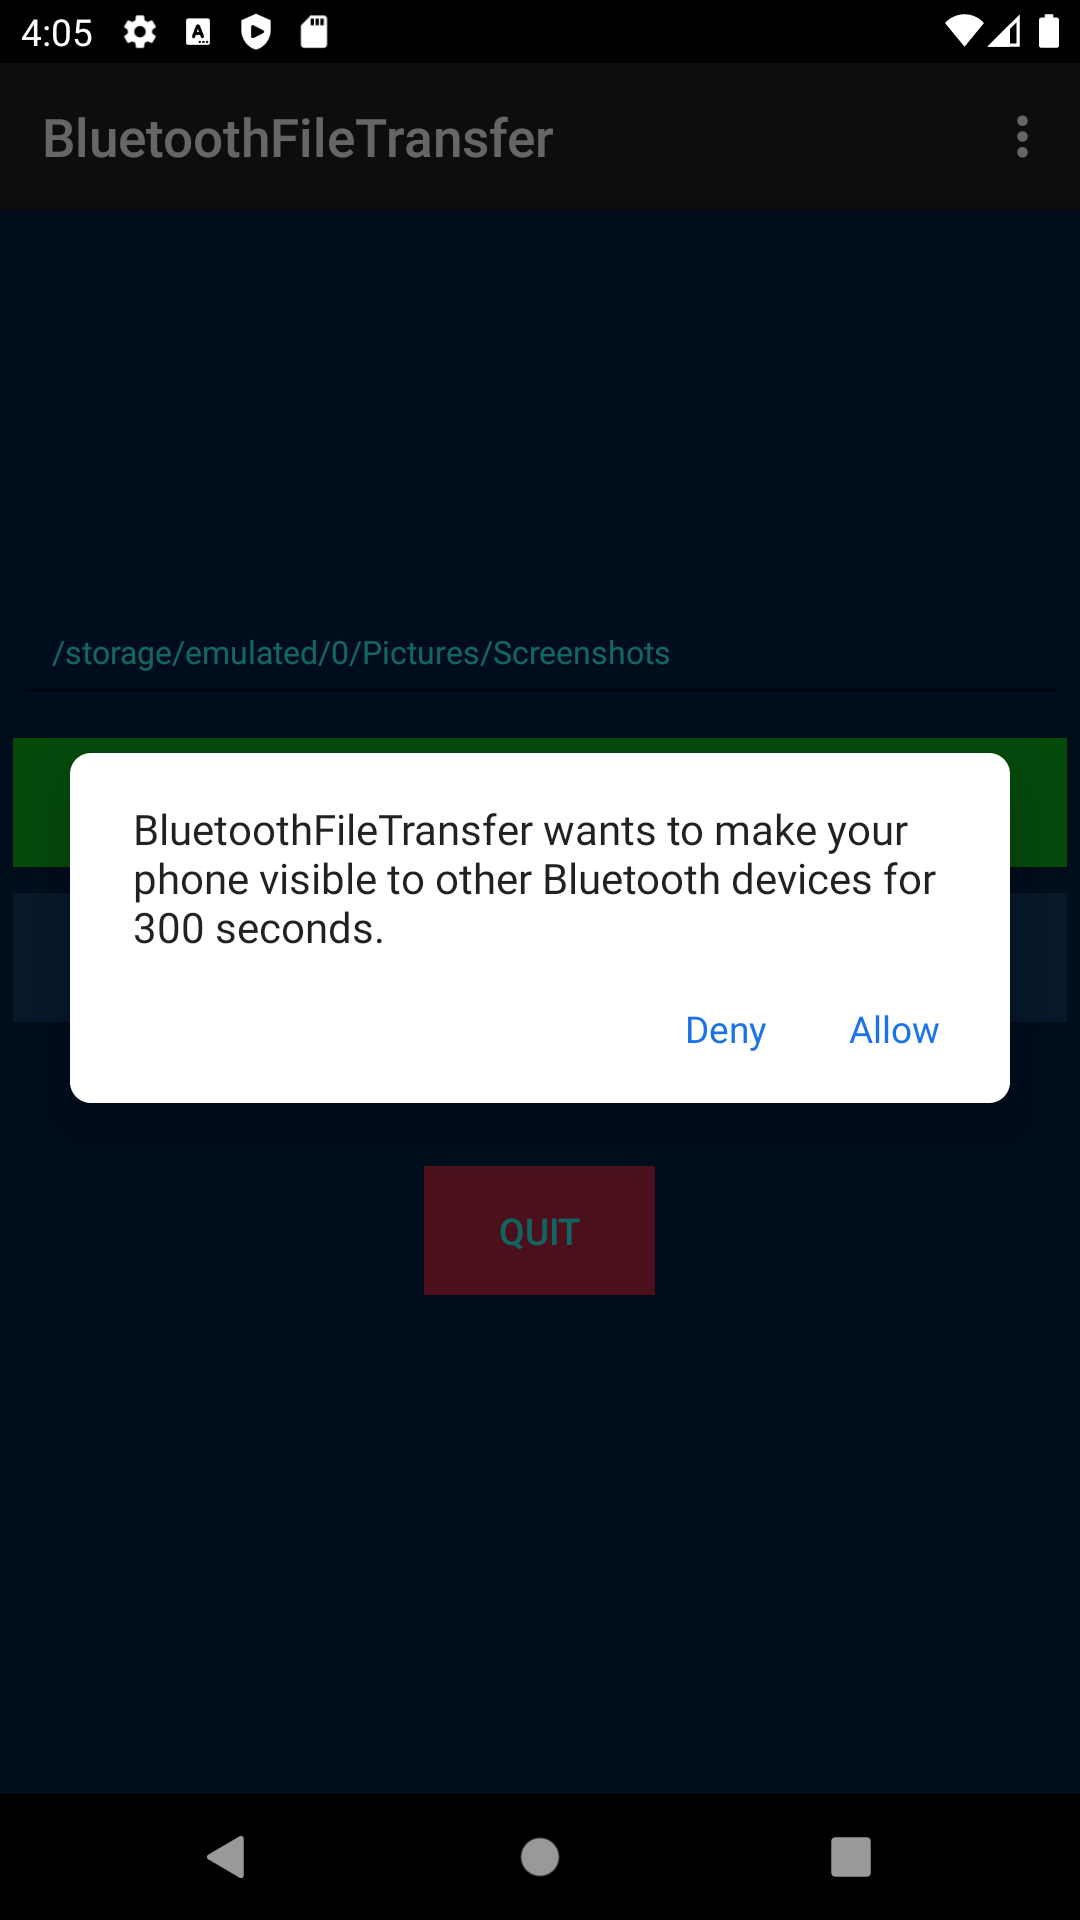 4:05
BluetoothFileTransfer
/storage/emulated/0/Pictures/Screenshots
BluetoothFileTransfer wants to make your
phone visible to other Bluetooth devices for
300 seconds.
Deny Allow
QUIT